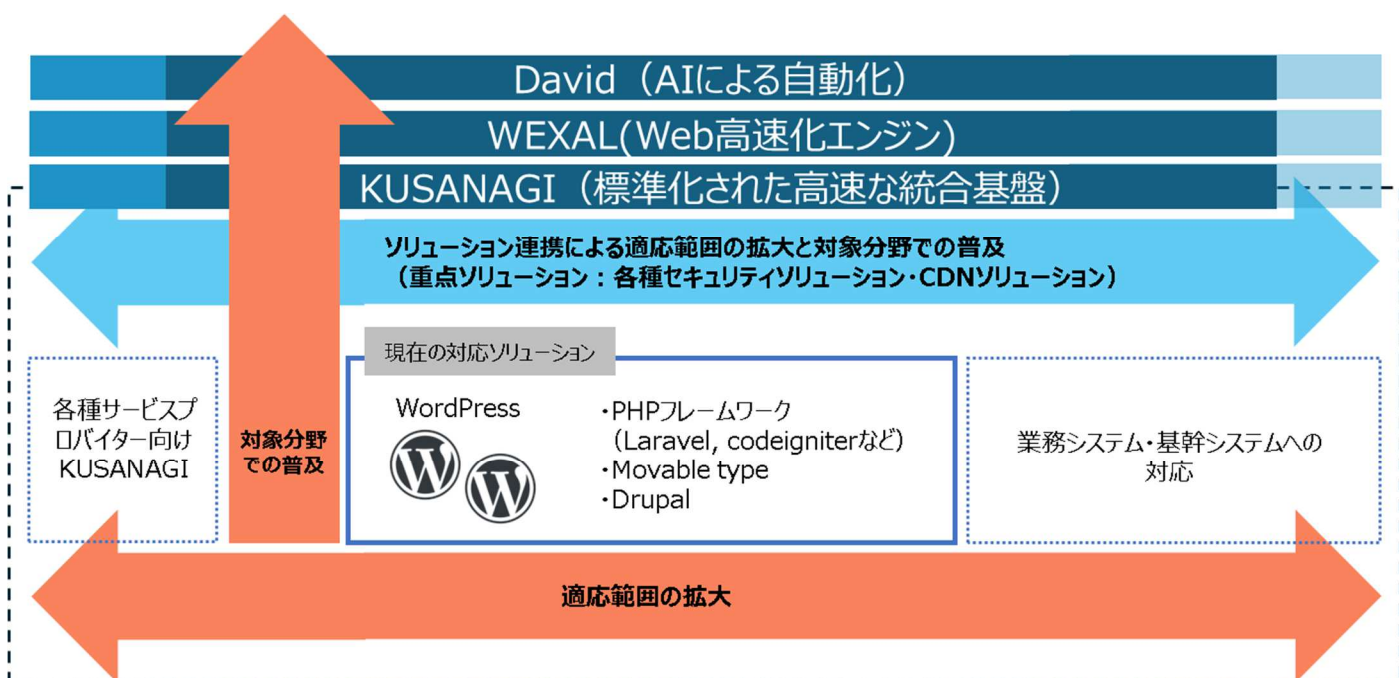 David（AIによる自動化）
WEXAL(Web高速化エンジン)
KUSANAGI（標準化された高速な統合基盤）
ソリューション連携による適応範囲の拡大と対象分野での普及
（重点ソリューション：各種セキュリティソリューション･CDNソリューション）
各種サービスプ
ロバイター向け
KUSANAGI
対象分野
での普及
現在の対応ソリューション
WordPress
・PHPフレームワーク
（Laravel, codeigniterなど）
・Movable type
・Drupal
業務システム・基幹システムへの
対応
適応範囲の拡大